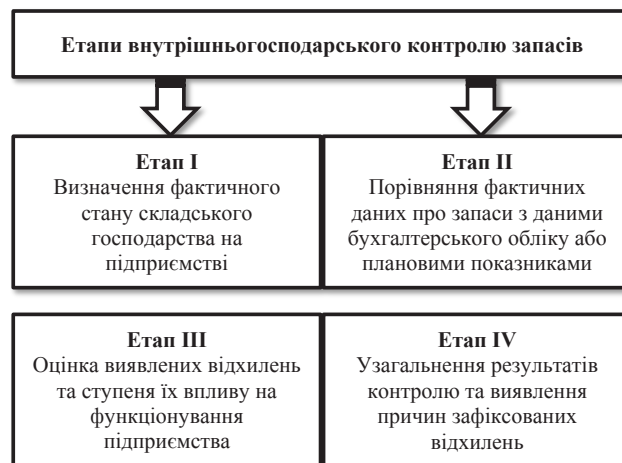 Етапи внутрішньогосподарського контролю запасів
Етап I
Визначення фактичного
стану складського
господарства на
підприємстві
Етап II
Порівняння фактичних
даних про запаси з даними
бухгалтерського обліку або
плановими показниками
Етап III
Оцінка виявлених відхилень
та ступеня їх впливу на
функціонування
підприємства
Етап IV
Узагальнення результатів
контролю та виявлення
причин зафіксованих
відхилень